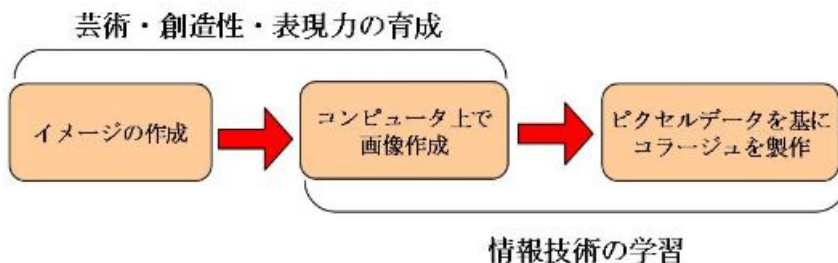 芸術・創造性・表現力の育成
イメージの作成
コンピュータ上で
画像作成
ピクセルデータを基に
コラージュを製作
情報技術の学習